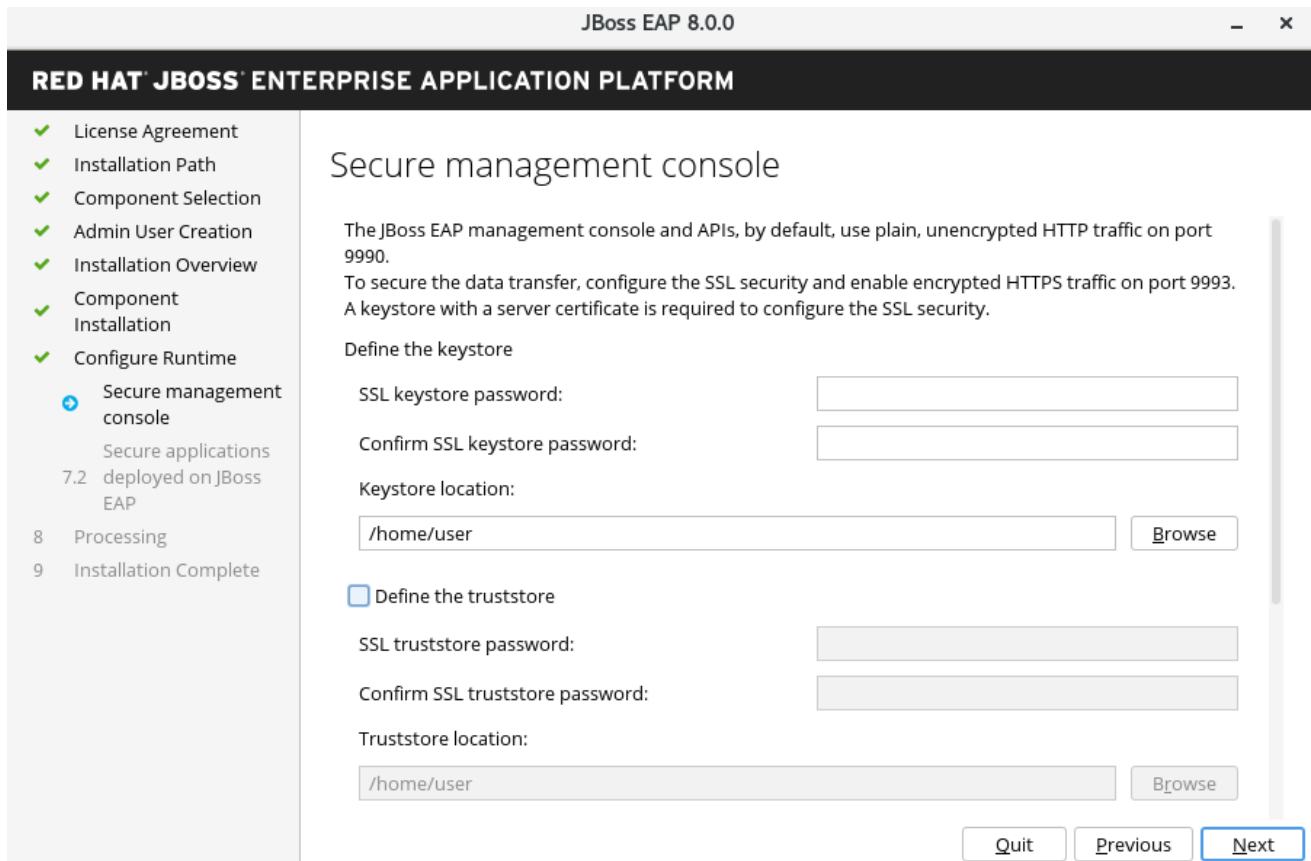 JBoss EAP 8.0.0
RED HAT® JBOSS® ENTERPRISE APPLICATION PLATFORM
License Agreement
Installation Path
Component Selection
Admin User Creation
Installation Overview
Component
Installation
Configure Runtime
Secure management
console
Secure applications
7.2 deployed on JBoss
EAP
8 Processing
9 Installation Complete
Secure management console
The JBoss EAP management console and APIs, by default, use plain, unencrypted HTTP traffic on port
9990.
To secure the data transfer, configure the SSL security and enable encrypted HTTPS traffic on port 9993.
A keystore with a server certificate is required to configure the SSL security.
Define the keystore
SSL keystore password:
Confirm SSL keystore password:
Keystore location:
/home/user Browse
Define the truststore
SSL truststore password:
Confirm SSL truststore password:
Truststore location:
/home/user Browse
Quit Previous Next